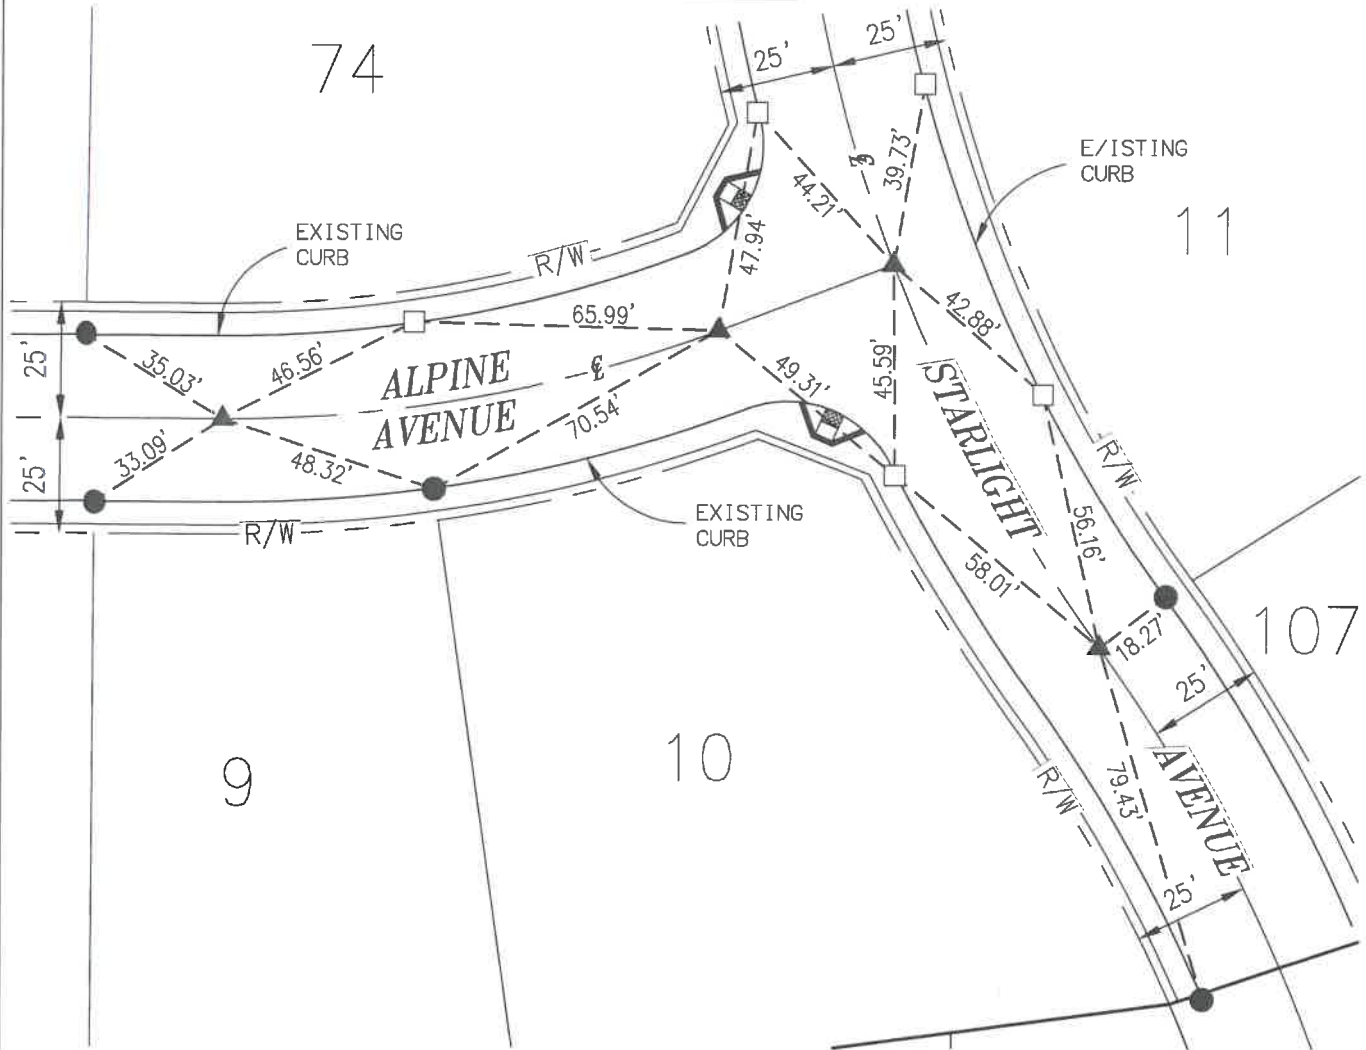 74
25'
25'
E/ISTING
CURB
11
39.73'
44.21'
EXISTING
CURB
R/W
47.94'
65.99'
42.88'
25'
35.03'
46.56'
ALPINE
AVENUE
℄
49.31'
45.59'
STARLIGHT
R/W
70.54'
33.09'
48.32'
25'
R/W
EXISTING
CURB
56.16'
58.01'
18.27'
107
25'
9
10
R/W
79.43'
AVENUE
25'